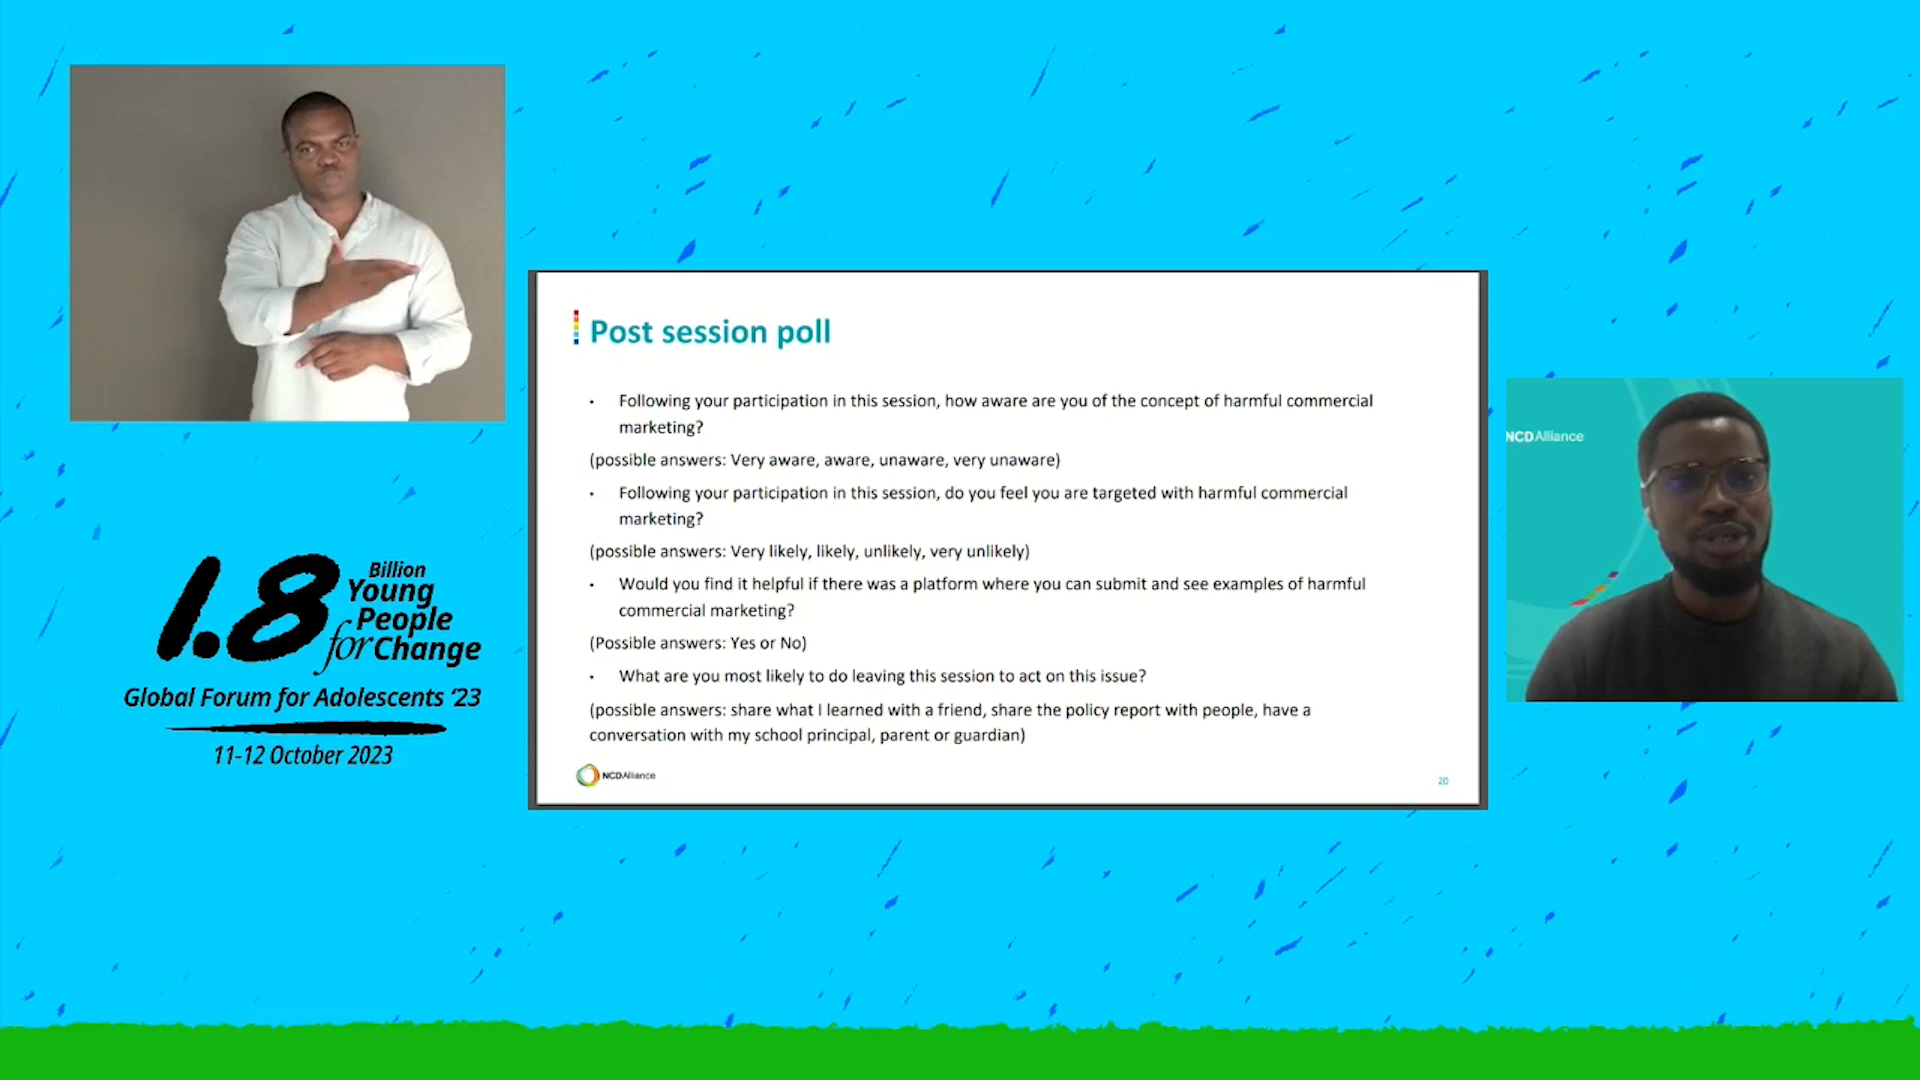 Post session poll
• Following your participation in this session, how aware are you of the concept of harmful commercial
marketing?
(possible answers: Very aware, aware, unaware, very unaware)
• Following your participation in this session, do you feel you are targeted with harmful commercial
marketing?
(possible answers: Very likely, likely, unlikely, very unlikely)
• Would you find it helpful if there was a platform where you can submit and see examples of harmful
commercial marketing?
(Possible answers: Yes or No)
• What are you most likely to do leaving this session to act on this issue?
(possible answers: share what I learned with a friend, share the policy report with people, have a
conversation with my school principal, parent or guardian)
NCDAlliance
20
NCDAlliance
1.8 Billion
Young
People
for Change
Global Forum for Adolescents ‘23
11-12 October 2023